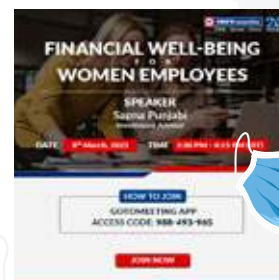 FINANCIAL WELL-BEING
FOR
WOMEN EMPLOYEES
SPEAKER
Sapna Punjabi
DATE
TIME
HOW TO JOIN
GOTOMEETING APP
ACCESS CODE: 988-493-965
JOIN NOW